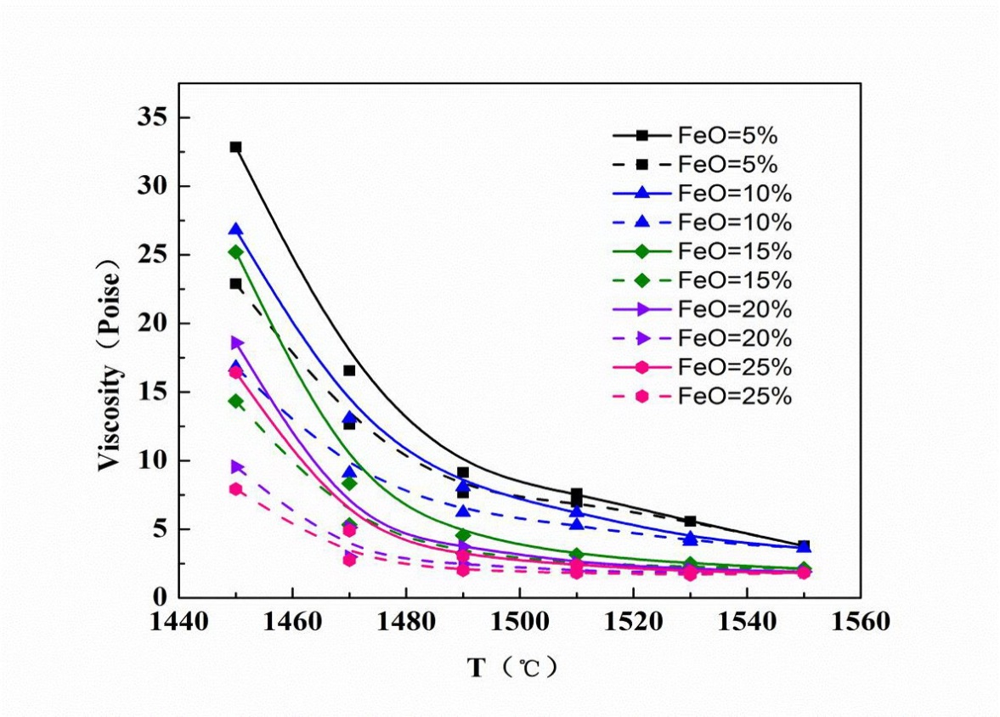 35
30
25
20
15
10
5
0
Viscosity（Poise）
FeO=5%
FeO=5%
FeO=10%
FeO=10%
FeO=15%
FeO=15%
FeO=20%
FeO=20%
FeO=25%
FeO=25%
1440 1460 1480 1500 1520 1540 1560
T（℃）